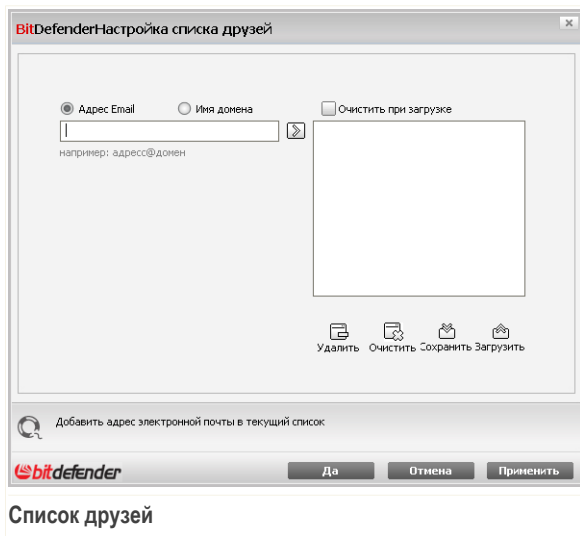 BitDefenderНастройка списка друзей
Адрес Email
Имя домена
Очистить при загрузке
например: адресс@домен
Удалить
Очистить
Сохранить
Загрузить
Добавить адрес электронной почты в текущий список
bitdefender
Да
Отмена
Применить
Список друзей